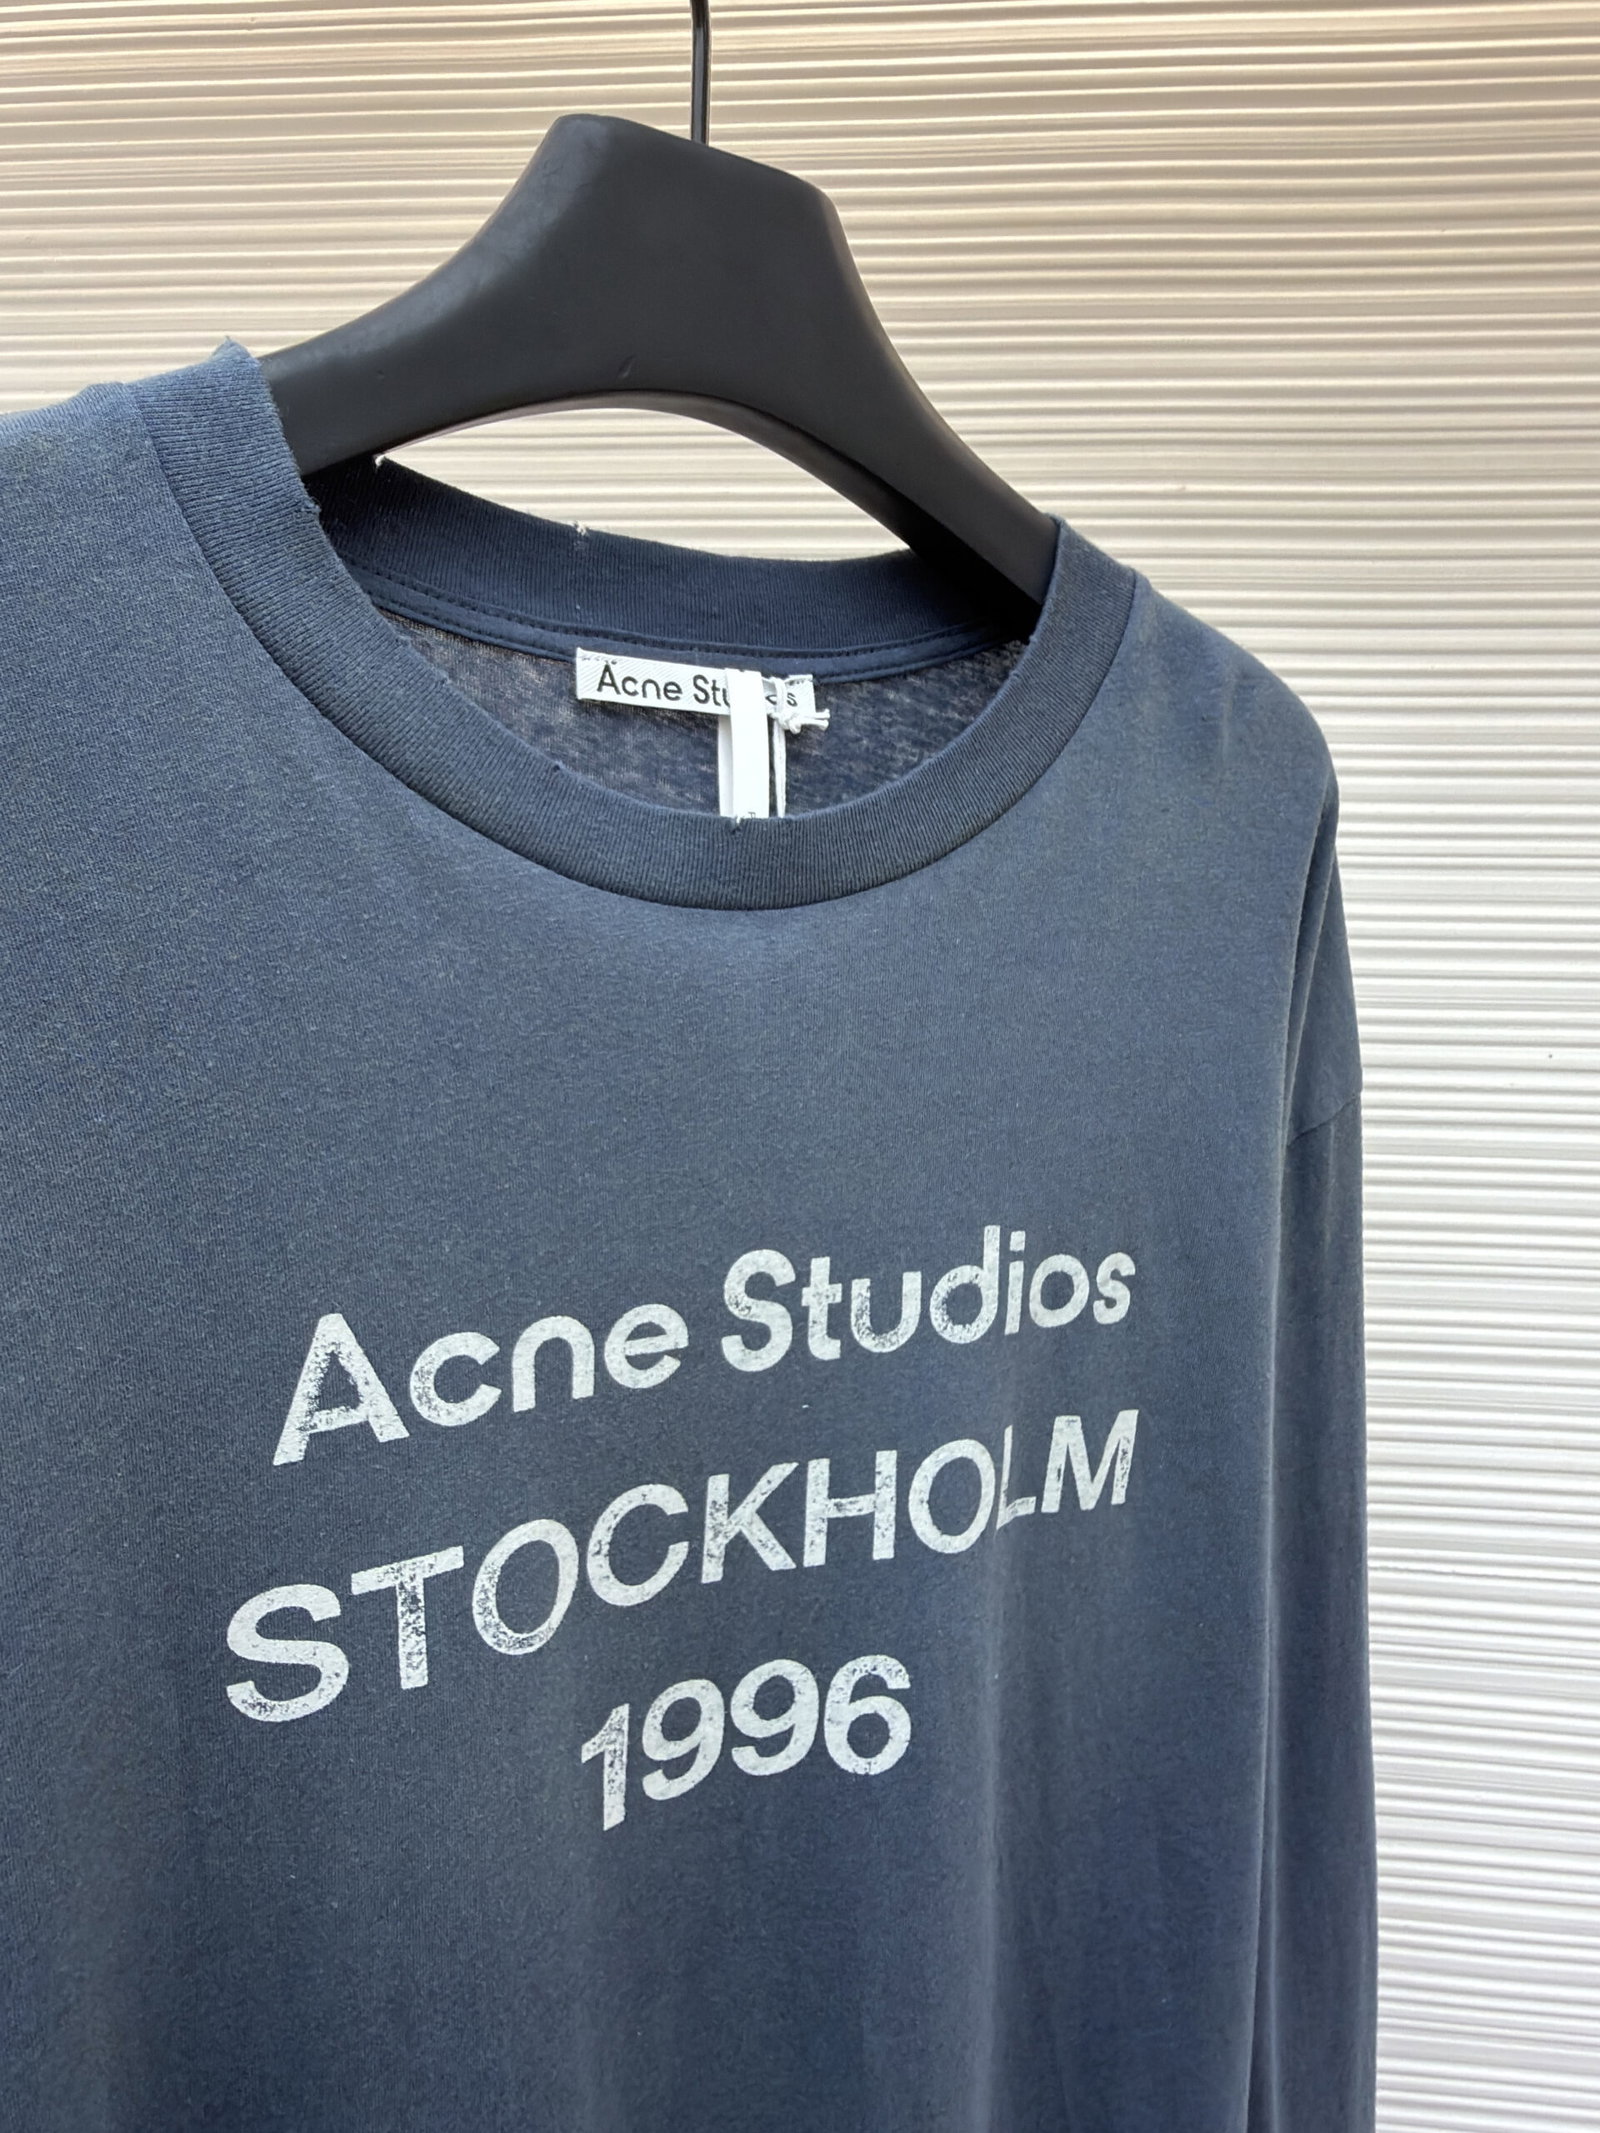 Acne Studios
Acne Studios
STOCKHOLM
1996